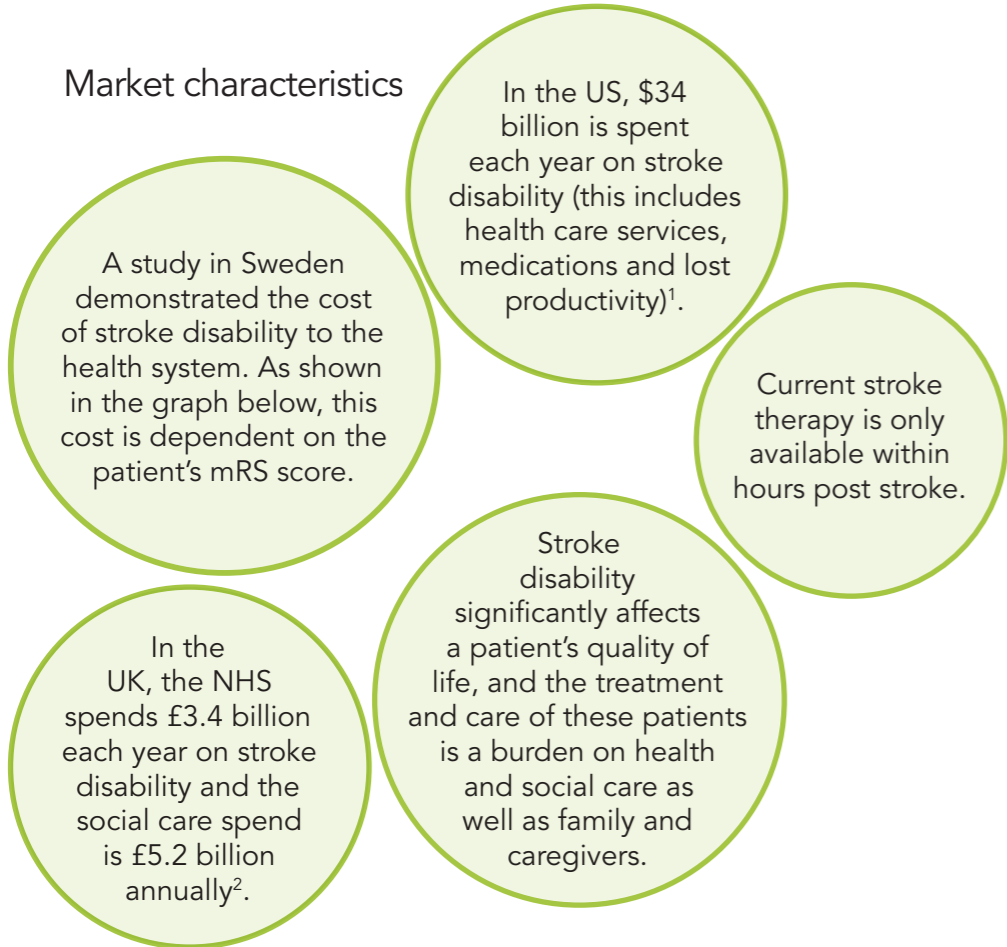 Market characteristics
In the US, $34
billion is spent
each year on stroke
disability (this includes
health care services,
medications and lost
productivity)¹.
A study in Sweden
demonstrated the cost
of stroke disability to the
health system. As shown
in the graph below, this
cost is dependent on the
patient’s mRS score.
Current stroke
therapy is only
available within
hours post stroke.
Stroke
disability
significantly affects
a patient’s quality of
life, and the treatment
and care of these patients
is a burden on health
and social care as
well as family and
caregivers.
In the
UK, the NHS
spends £3.4 billion
each year on stroke
disability and the
social care spend
is £5.2 billion
annually².